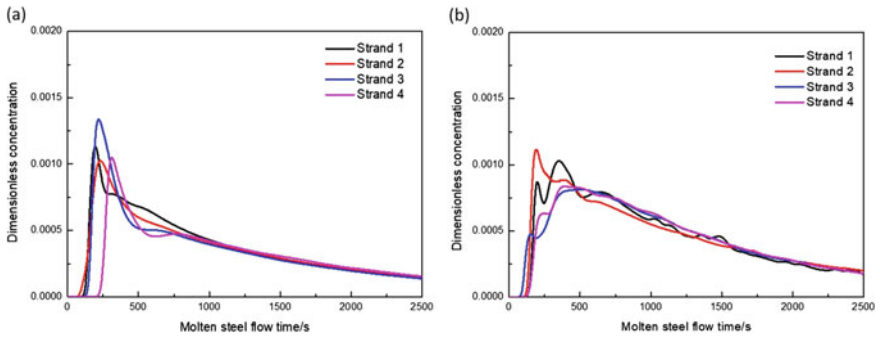 (a)
0.0020
0.0015
0.0010
0.0005
0.0000
Dimensionless concentration
Strand 1
Strand 2
Strand 3
Strand 4
0
500
1000
1500
2000
2500
Molten steel flow time/s
(b)
0.0020
0.0015
0.0010
0.0005
0.0000
Dimensionless concentration
Strand 1
Strand 2
Strand 3
Strand 4
0
500
1000
1500
2000
2500
Molten steel flow time/s